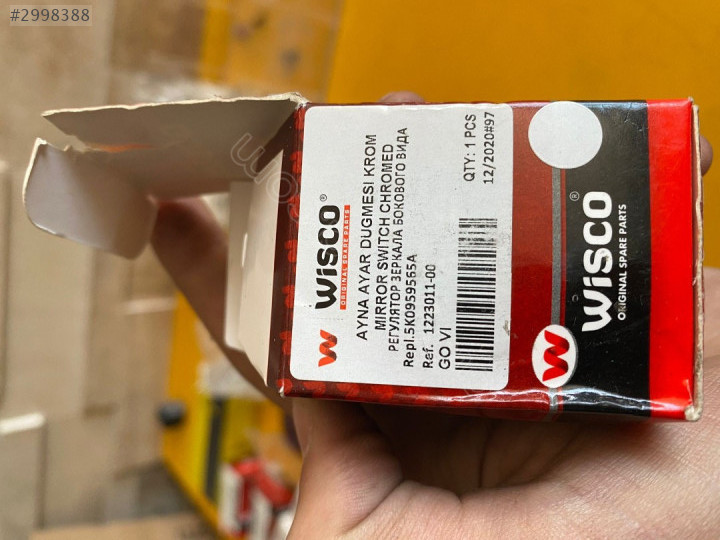 #2998388
WISCO®
ORIGINAL SPARE PARTS
AYNA AYAR DUGMESI KROM
MIRROR SWITCH CHROMED
РЕГУЛЯТОР ЗЕРКАЛА БОКОВОГО ВИДА
Repl.5K0959565A
Ref. 1223011-00
GO VI
QTY: 1 PCS
12/2020#97
WISCO®
ORIGINAL SPARE PARTS